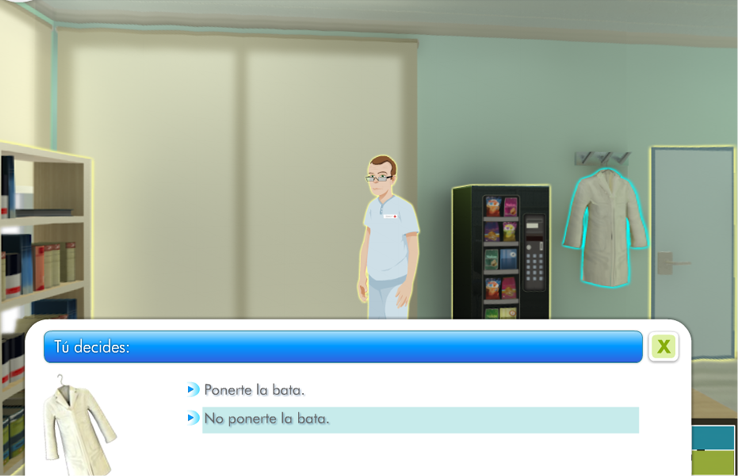 Tú decides:
X
Ponerte la bata.
No ponerte la bata.